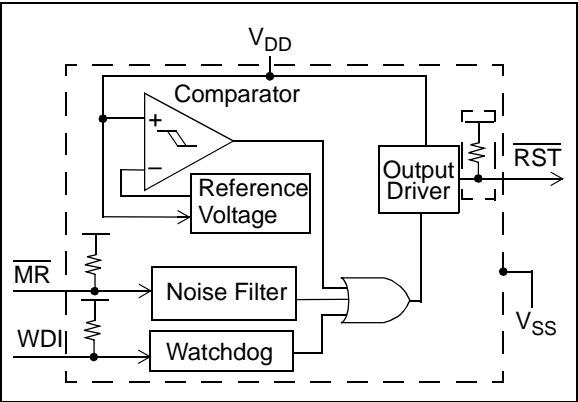 VDD
Comparator
+
–
Reference
Voltage
Output
Driver
RST
MR
Noise Filter
WDI
Watchdog
VSS